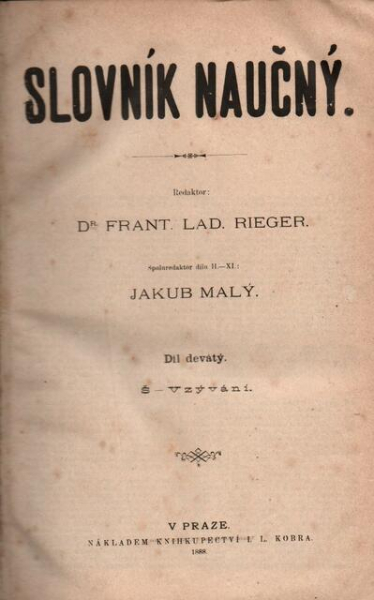 SLOVNÍK NAUČNÝ.
Redaktor:
DR. FRANT. LAD. RIEGER.
Spoluredaktor dílu II.—XI.:
JAKUB MALÝ.
Díl devátý.
Š – Vzývání.
V PRAZE.
NÁKLADEM KNIHKUPECTVÍ I. L. KOBRA.
1888.